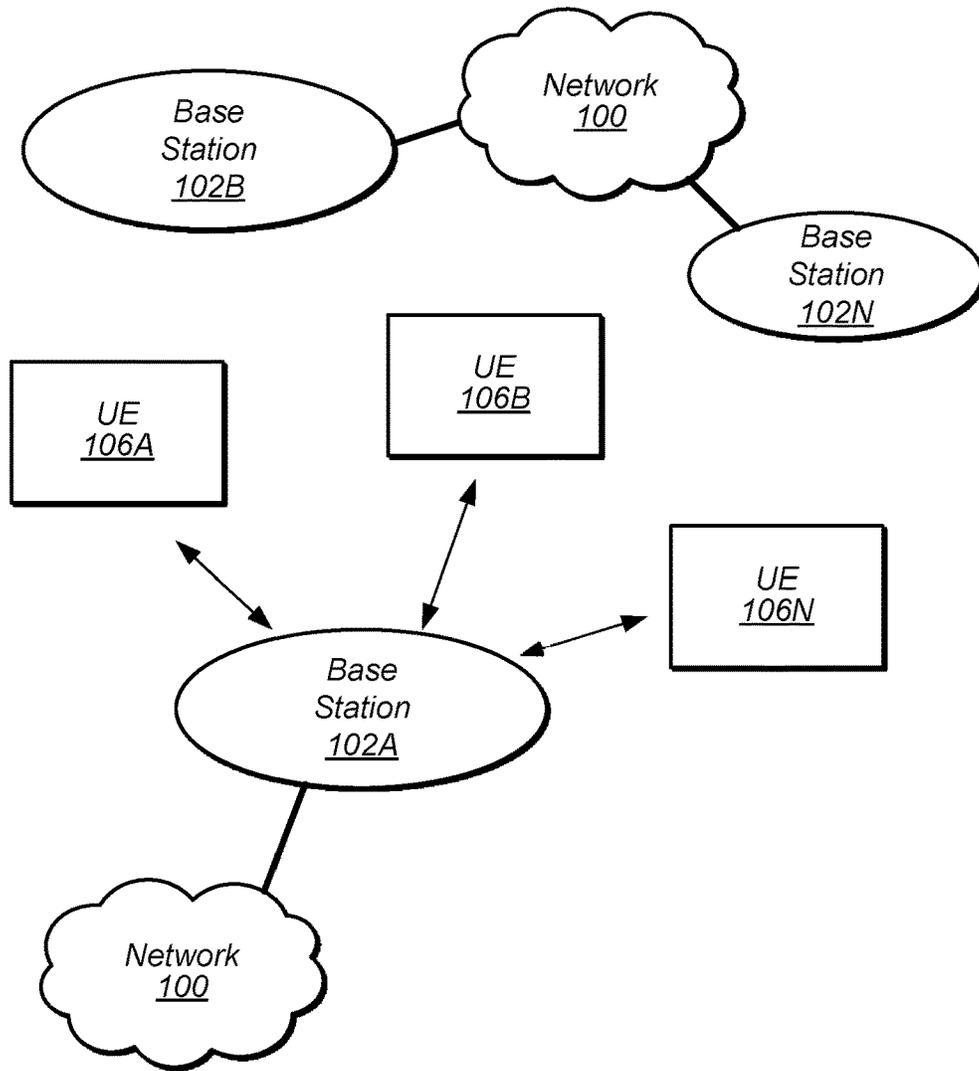 Network
100
Base
Station
102B
Base
Station
102N
UE
106B
UE
106A
UE
106N
Base
Station
102A
Network
100